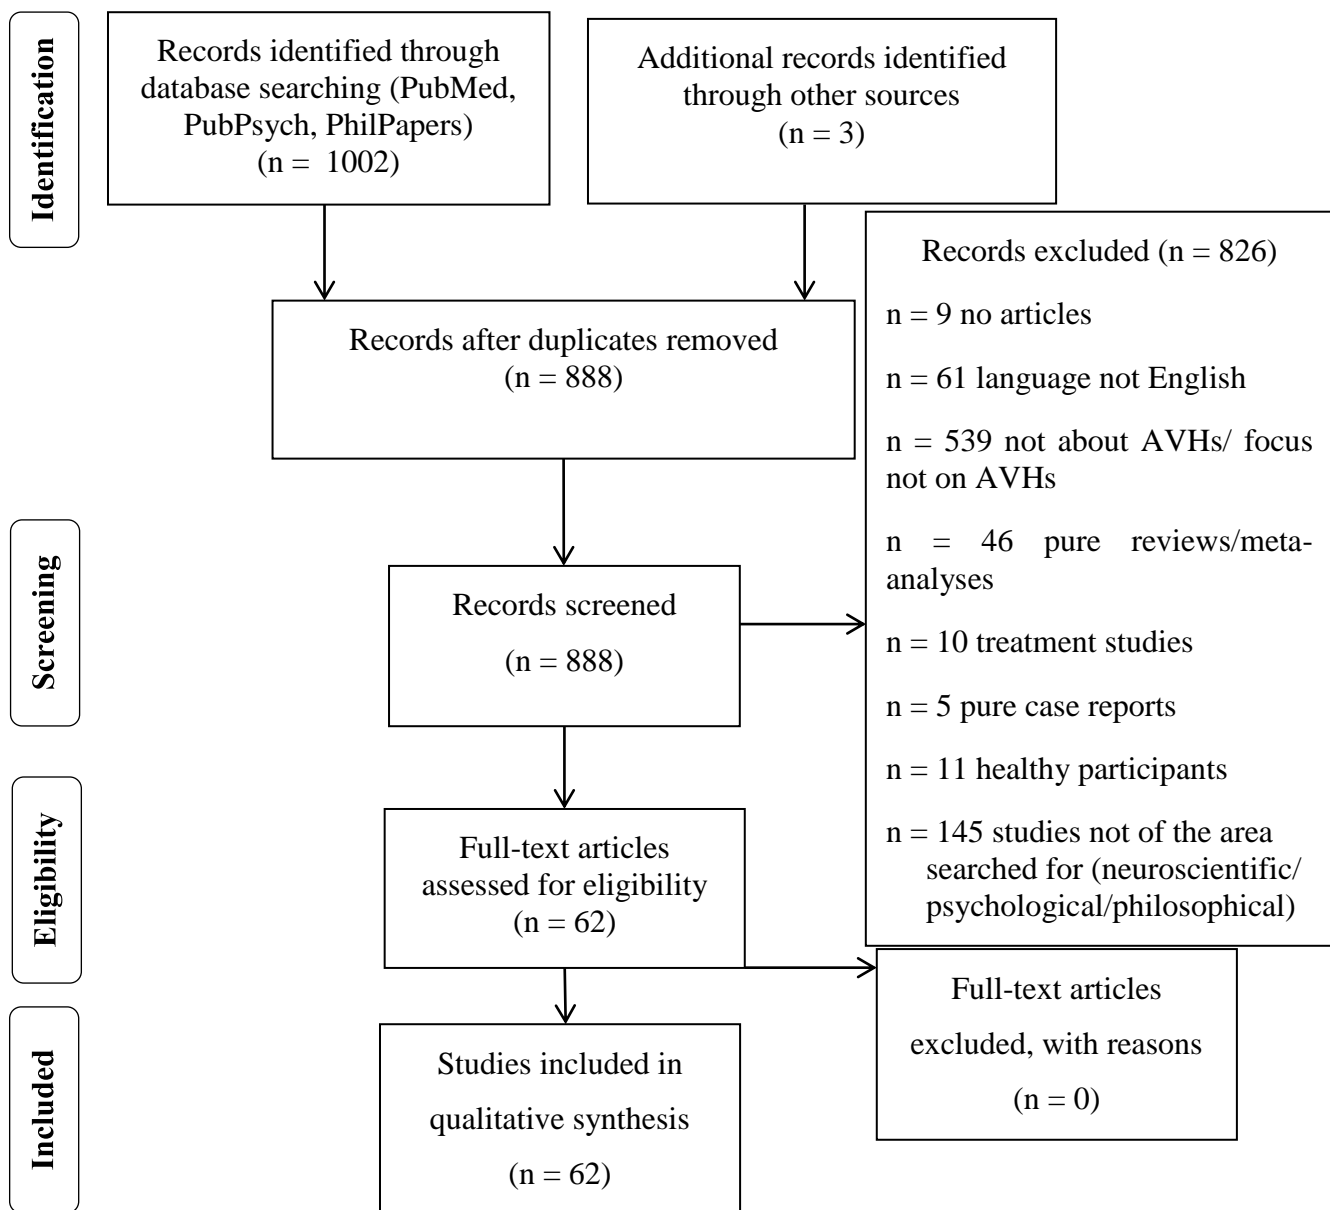 Identification
Records identified through
database searching (PubMed,
PubPsych, PhilPapers)
(n =  1002)
Additional records identified
through other sources
(n = 3)
Records after duplicates removed
(n = 888)
Records excluded (n = 826)
n = 9 no articles
n = 61 language not English
n = 539 not about AVHs/ focus
not on AVHs
n = 46 pure reviews/meta-
analyses
n = 10 treatment studies
n = 5 pure case reports
n = 11 healthy participants
n = 145 studies not of the area
searched for (neuroscientific/
psychological/philosophical)
Screening
Records screened
(n = 888)
Eligibility
Full-text articles
assessed for eligibility
(n = 62)
Full-text articles
excluded, with reasons
(n = 0)
Included
Studies included in
qualitative synthesis
(n = 62)